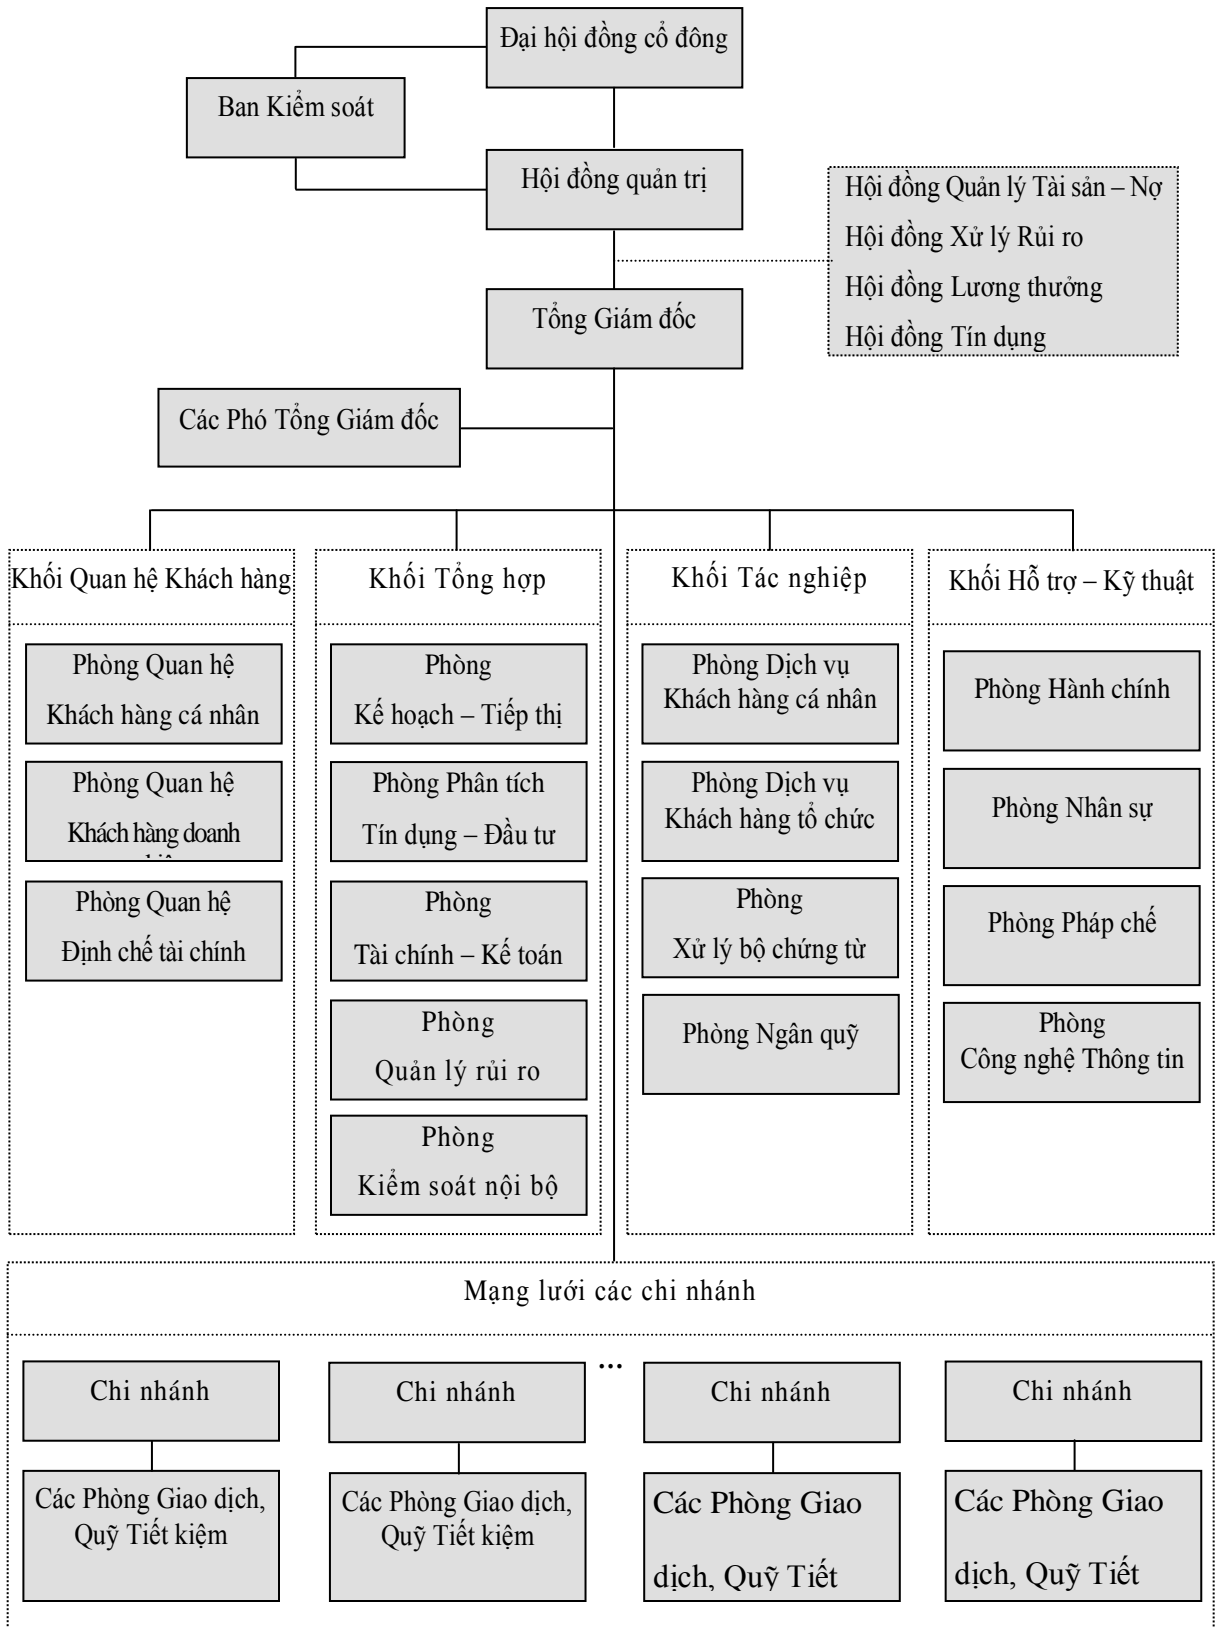 Đại hội đồng cổ đông
Ban Kiểm soát
Hội đồng quản trị
Hội đồng Quản lý Tài sản – Nợ
Hội đồng Xử lý Rủi ro
Hội đồng Lương thưởng
Hội đồng Tín dụng
Tổng Giám đốc
Các Phó Tổng Giám đốc
Khối Quan hệ Khách hàng
Phòng Quan hệ
Khách hàng cá nhân
Phòng Quan hệ
Khách hàng doanh
Phòng Quan hệ
Định chế tài chính
Khối Tổng hợp
Phòng
Kế hoạch – Tiếp thị
Phòng Phân tích
Tín dụng – Đầu tư
Phòng
Tài chính – Kế toán
Phòng
Quản lý rủi ro
Phòng
Kiểm soát nội bộ
Khối Tác nghiệp
Phòng Dịch vụ
Khách hàng cá nhân
Phòng Dịch vụ
Khách hàng tổ chức
Phòng
Xử lý bộ chứng từ
Phòng Ngân quỹ
Khối Hỗ trợ – Kỹ thuật
Phòng Hành chính
Phòng Nhân sự
Phòng Pháp chế
Phòng
Công nghệ Thông tin
Mạng lưới các chi nhánh
Chi nhánh
Các Phòng Giao dịch,
Quỹ Tiết kiệm
Chi nhánh
Các Phòng Giao dịch,
Quỹ Tiết kiệm
...
Chi nhánh
Các Phòng Giao
dịch, Quỹ Tiết
Chi nhánh
Các Phòng Giao
dịch, Quỹ Tiết